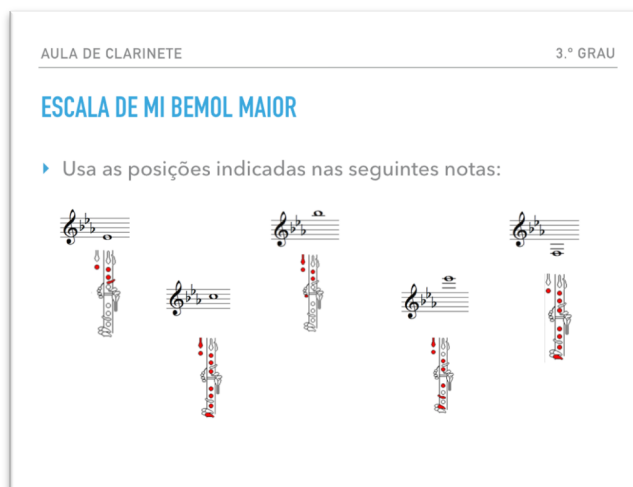 AULA DE CLARINETE
3.º GRAU
ESCALA DE MI BEMOL MAIOR
Usa as posições indicadas nas seguintes notas: